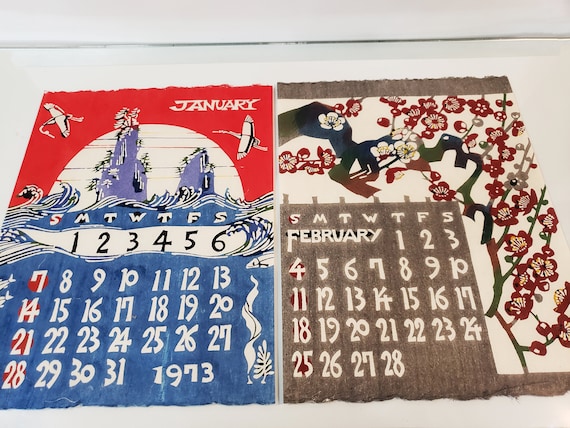 JANUARY
S M T W T F S
1 2 3 4 5 6
7 8 9 10 11 12 13
14 15 16 17 18 19 20
21 22 23 24 25 26 27
28 29 30 31 1973
S M T W T F S
FEBRUARY 1 2 3
4 5 6 7 8 9 10
11 12 13 14 15 16 17
18 19 20 21 22 23 24
25 26 27 28